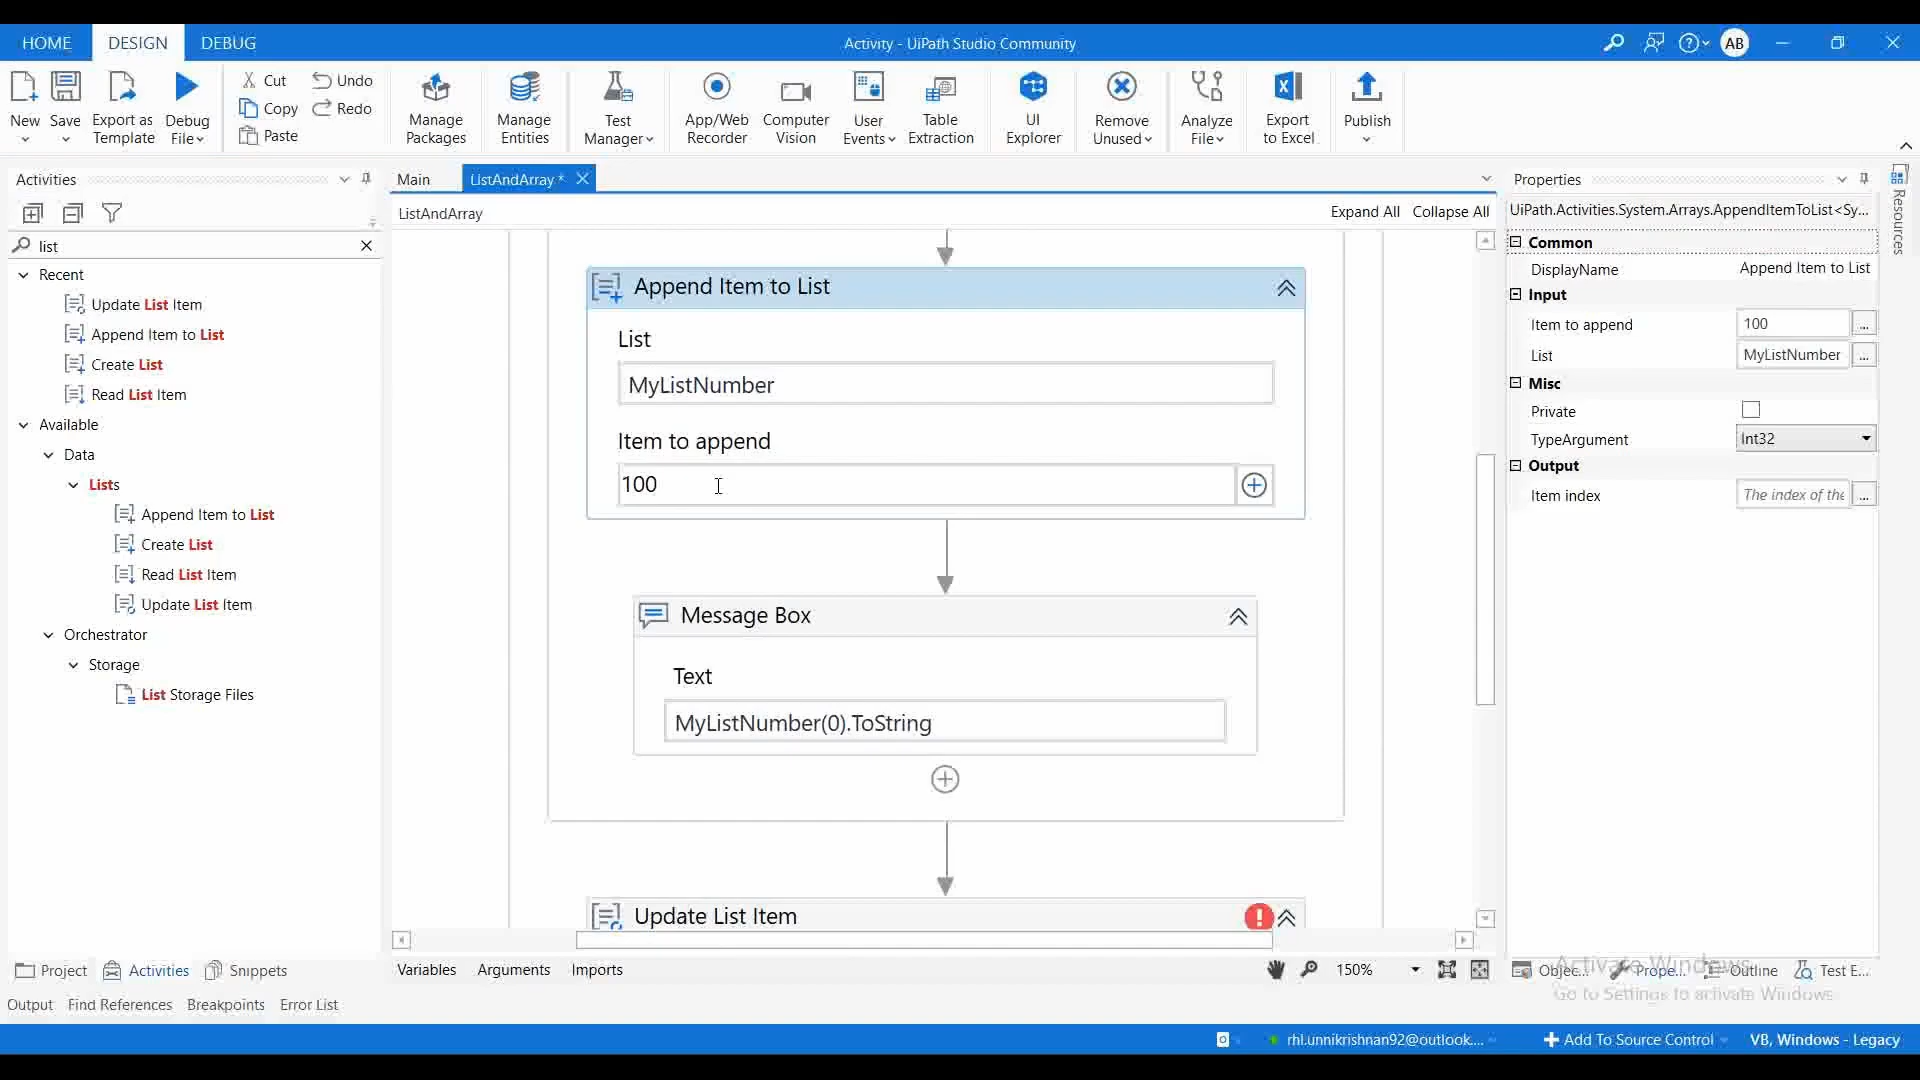 HOME
DESIGN
DEBUG
Activity - UiPath Studio Community
AB
New
Save
Export as
Template
Debug
File
Cut
Copy
Paste
Undo
Redo
Manage
Packages
Manage
Entities
Test
Manager
App/Web
Recorder
Computer
Vision
User
Events
Table
Extraction
UI
Explorer
Remove
Unused
Analyze
File
Export
to Excel
Publish
Activities
list
Recent
Update List Item
Append Item to List
Create List
Read List Item
Available
Data
Lists
Append Item to List
Create List
Read List Item
Update List Item
Orchestrator
Storage
List Storage Files
Main
ListAndArray *
ListAndArray
Expand All
Collapse All
Append Item to List
List
MyListNumber
Item to append
100
Message Box
Text
MyListNumber(0).ToString
Update List Item
Properties
UiPath.Activities.System.Arrays.AppendItemToList<Sy...
Common
DisplayName
Append Item to List
Input
Item to append
100
...
List
MyListNumber
...
Misc
Private
TypeArgument
Int32
Output
Item index
The index of the
...
Resources
Project
Activities
Snippets
Variables
Arguments
Imports
150%
Objec...
Prope...
Outline
Test E...
Activate Windows
Go to Settings to activate Windows.
Output
Find References
Breakpoints
Error List
rhl.unnikrishnan92@outlook....
Add To Source Control
VB, Windows - Legacy